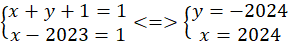 {x + y + 1 = 1 <=> {y = −2024
{x − 2023 = 1 {x = 2024